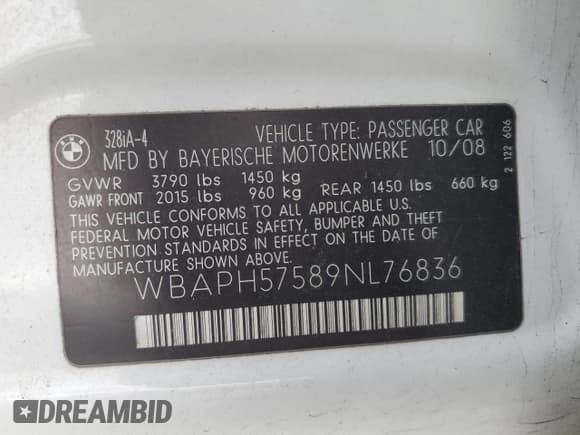 328iA-4
VEHICLE TYPE: PASSENGER CAR
MFD BY BAYERISCHE MOTORENWERKE 10/08
GVWR 3790 lbs 1450 kg
GAWR FRONT 2015 lbs 960 kg REAR 1450 lbs 660 kg
THIS VEHICLE CONFORMS TO ALL APPLICABLE U.S.
FEDERAL MOTOR VEHICLE SAFETY, BUMPER AND THEFT
PREVENTION STANDARDS IN EFFECT ON THE DATE OF
MANUFACTURE SHOWN ABOVE.
WBAPH57589NL76836
2 122 606
BMW
DREAMBID